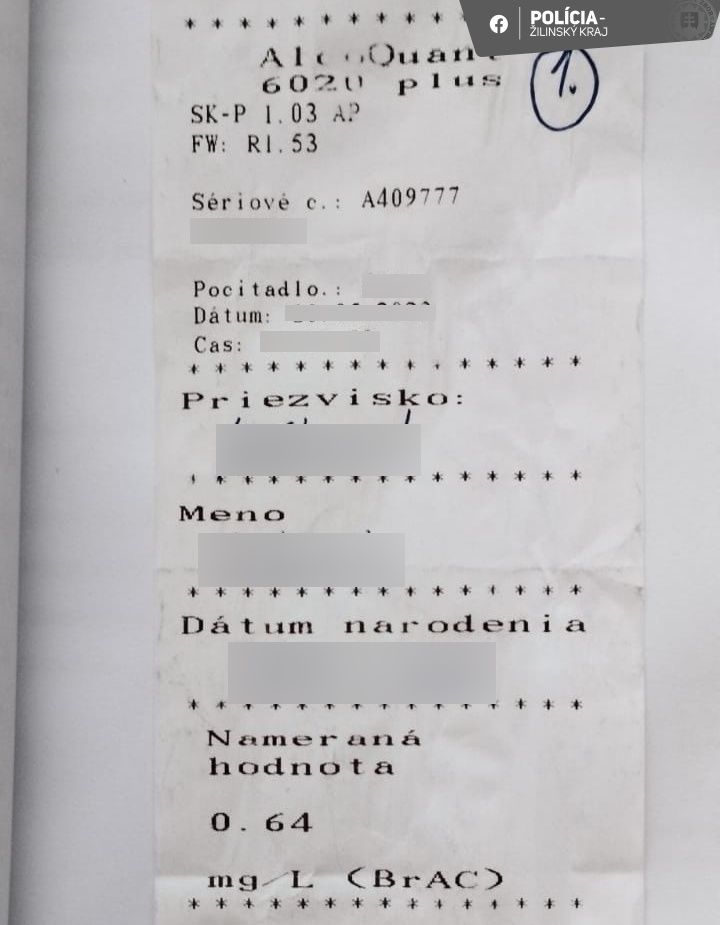 POLÍCIA-
ŽILINSKÝ KRAJ
* * * * * * * * * * *
AlcoQuant
6020 plus
1.
SK-P 1.03 AP
FW: R1.53
Sériové c.: A409777
Pocitadlo.:
Dátum:
Cas:
* * * * * * * * * * * * * * *
Priezvisko:
* * * * * * * * * * * * * * *
Meno
* * * * * * * * * * * * * * *
Dátum narodenia
* * * * * * * * * * * * * * *
Nameraná
hodnota
0.64
mg/L (BrAC)
* * * * * * * * * * * * * * *